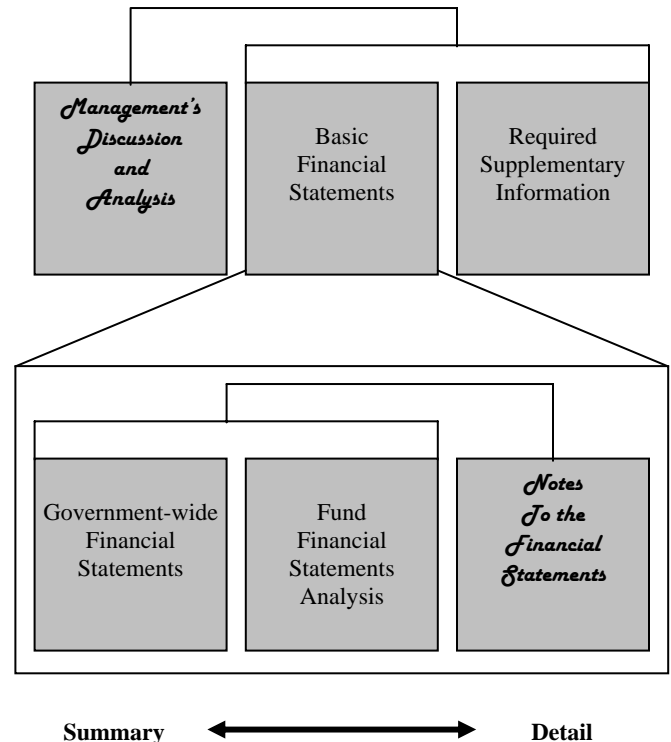 Management's
Discussion
and
Analysis
Basic
Financial
Statements
Required
Supplementary
Information
Government-wide
Financial
Statements
Fund
Financial
Statements
Analysis
Notes
To the
Financial
Statements
Summary
Detail